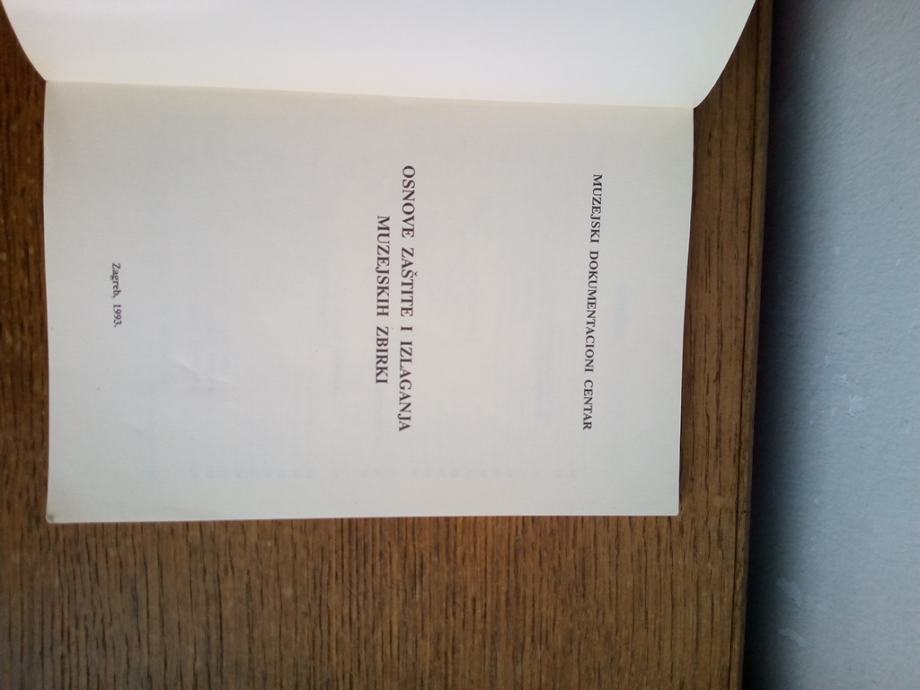 MUZEJSKI DOKUMENTACIONI CENTAR
OSNOVE ZAŠTITE I IZLAGANJA
MUZEJSKIH ZBIRKI
Zagreb, 1993.